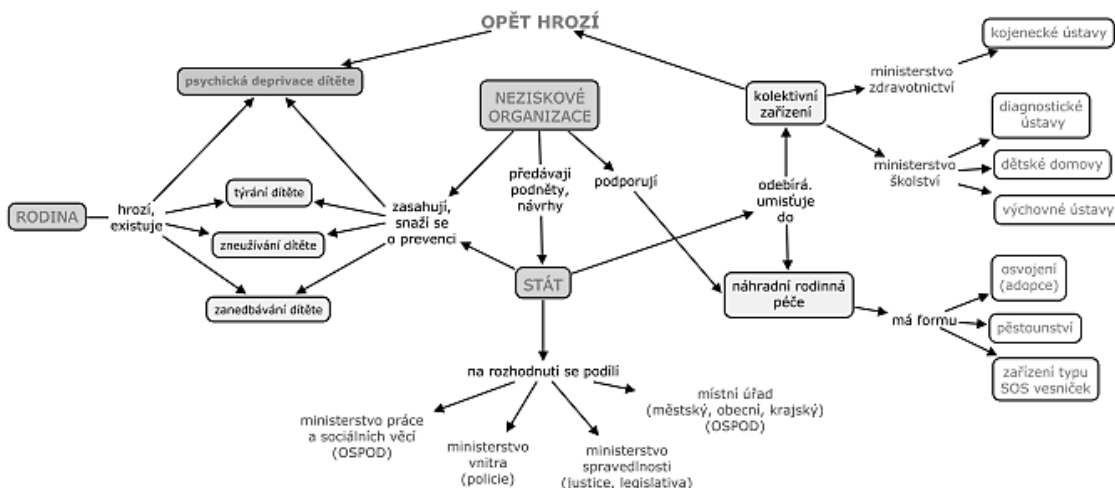 OPĚT HROZÍ
psychická deprivace dítěte
NEZISKOVÉ
ORGANIZACE
kolektivní
zařízení
ministerstvo
zdravotnictví
kojenecké ústavy
diagnostické
ústavy
ministerstvo
školství
dětské domovy
výchovné ústavy
předávají
podněty,
návrhy
podporují
odebírá.
umisťuje
do
RODINA
hrozí,
existuje
týrání dítěte
zneužívání dítěte
zanedbávání dítěte
zasahují,
snaží se
o prevenci
STÁT
náhradní rodinná
péče
má formu
osvojení
(adopce)
pěstounství
zařízení typu
SOS vesniček
na rozhodnutí se podílí
ministerstvo práce
a sociálních věcí
(OSPOD)
ministerstvo
vnitra
(policie)
ministerstvo
spravedlnosti
(justice, legislativa)
místní úřad
(městský, obecní, krajský)
(OSPOD)